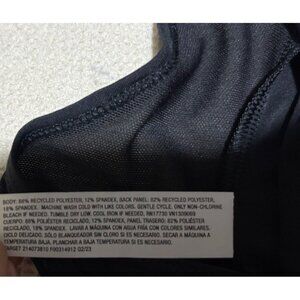 BODY: 88% RECYCLED POLYESTER, 12% SPANDEX, BACK PANEL: 82% RECYCLED POLYESTER,
18% SPANDEX. MACHINE WASH COLD WITH LIKE COLORS. GENTLE CYCLE. ONLY NON-CHLORINE
BLEACH IF NEEDED. TUMBLE DRY LOW. COOL IRON IF NEEDED. RN17730 VN1309069
CUERPO: 88% POLIÉSTER RECICLADO, 12% SPANDEX, PANEL TRASERO: 82% POLIÉSTER
RECICLADO, 18% SPANDEX. LAVAR A MÁQUINA CON AGUA FRÍA CON COLORES SIMILARES.
CICLO DELICADO. SÓLO BLANQUEADOR SIN CLORO SI ES NECESARIO. SECAR A MÁQUINA A
TEMPERATURA BAJA. PLANCHAR A BAJA TEMPERATURA SI ES NECESARIO.
TARGET 214073810 F00314912 02/23